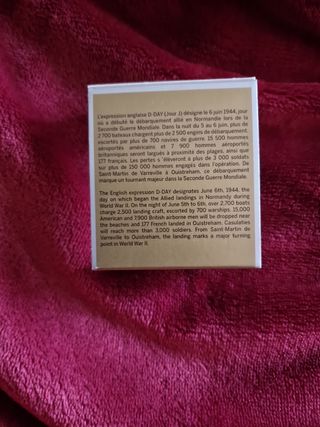 L'expression anglaise D-DAY (Jour J) désigne le 6 juin 1944, jour
où a débuté le débarquement allié en Normandie lors de la
Seconde Guerre Mondiale. Dans la nuit du 5 au 6 juin, plus de
2 700 bateaux chargent plus de 2 500 engins de débarquement,
escortés par plus de 700 navires de guerre. 15 500 hommes
aéroportés américains et 7 900 hommes aéroportés
britanniques seront largués à proximité des plages, ainsi que
177 français. Les pertes s'élèveront à plus de 3 000 soldats
sur plus de 150 000 hommes engagés dans l'opération. De
Saint-Martin de Varreville à Ouistreham, ce débarquement
marque un tournant majeur dans la Seconde Guerre Mondiale.
The English expression D-DAY designates June 6th, 1944, the
day on which began the Allied landings in Normandy during
World War II. On the night of June 5th to 6th, over 2,700 boats
charge 2,500 landing craft, escorted by 700 warships. 15,000
American and 7,900 British airborne men will be dropped near
the beaches and 177 French landed in Ouistreham. Casulaties
will reach more than 3,000 soldiers. From Saint-Martin de
Varreville to Ouistreham, the landing marks a major turning
point in World War II.